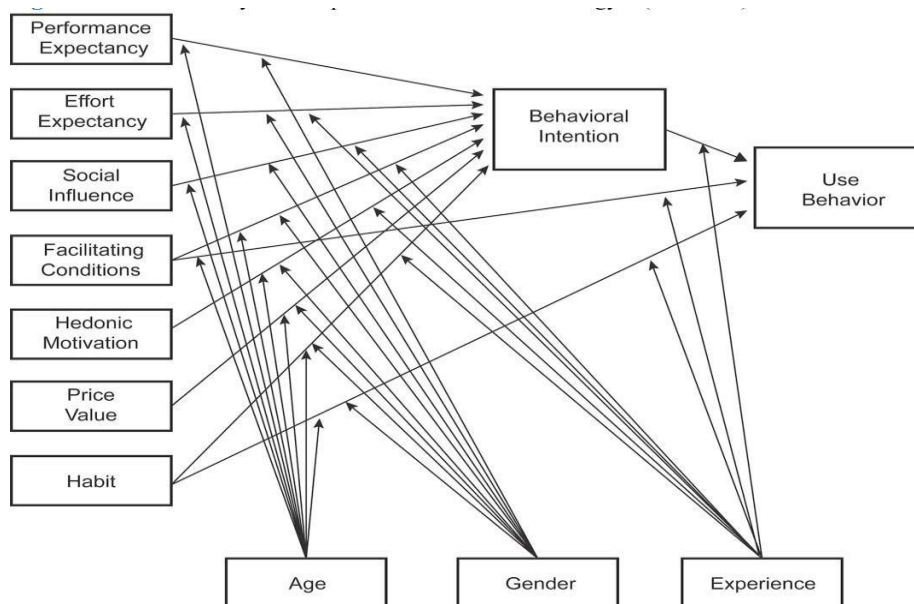 Performance
Expectancy
Effort
Expectancy
Behavioral
Intention
Social
Influence
Use
Behavior
Facilitating
Conditions
Hedonic
Motivation
Price
Value
Habit
Age
Gender
Experience